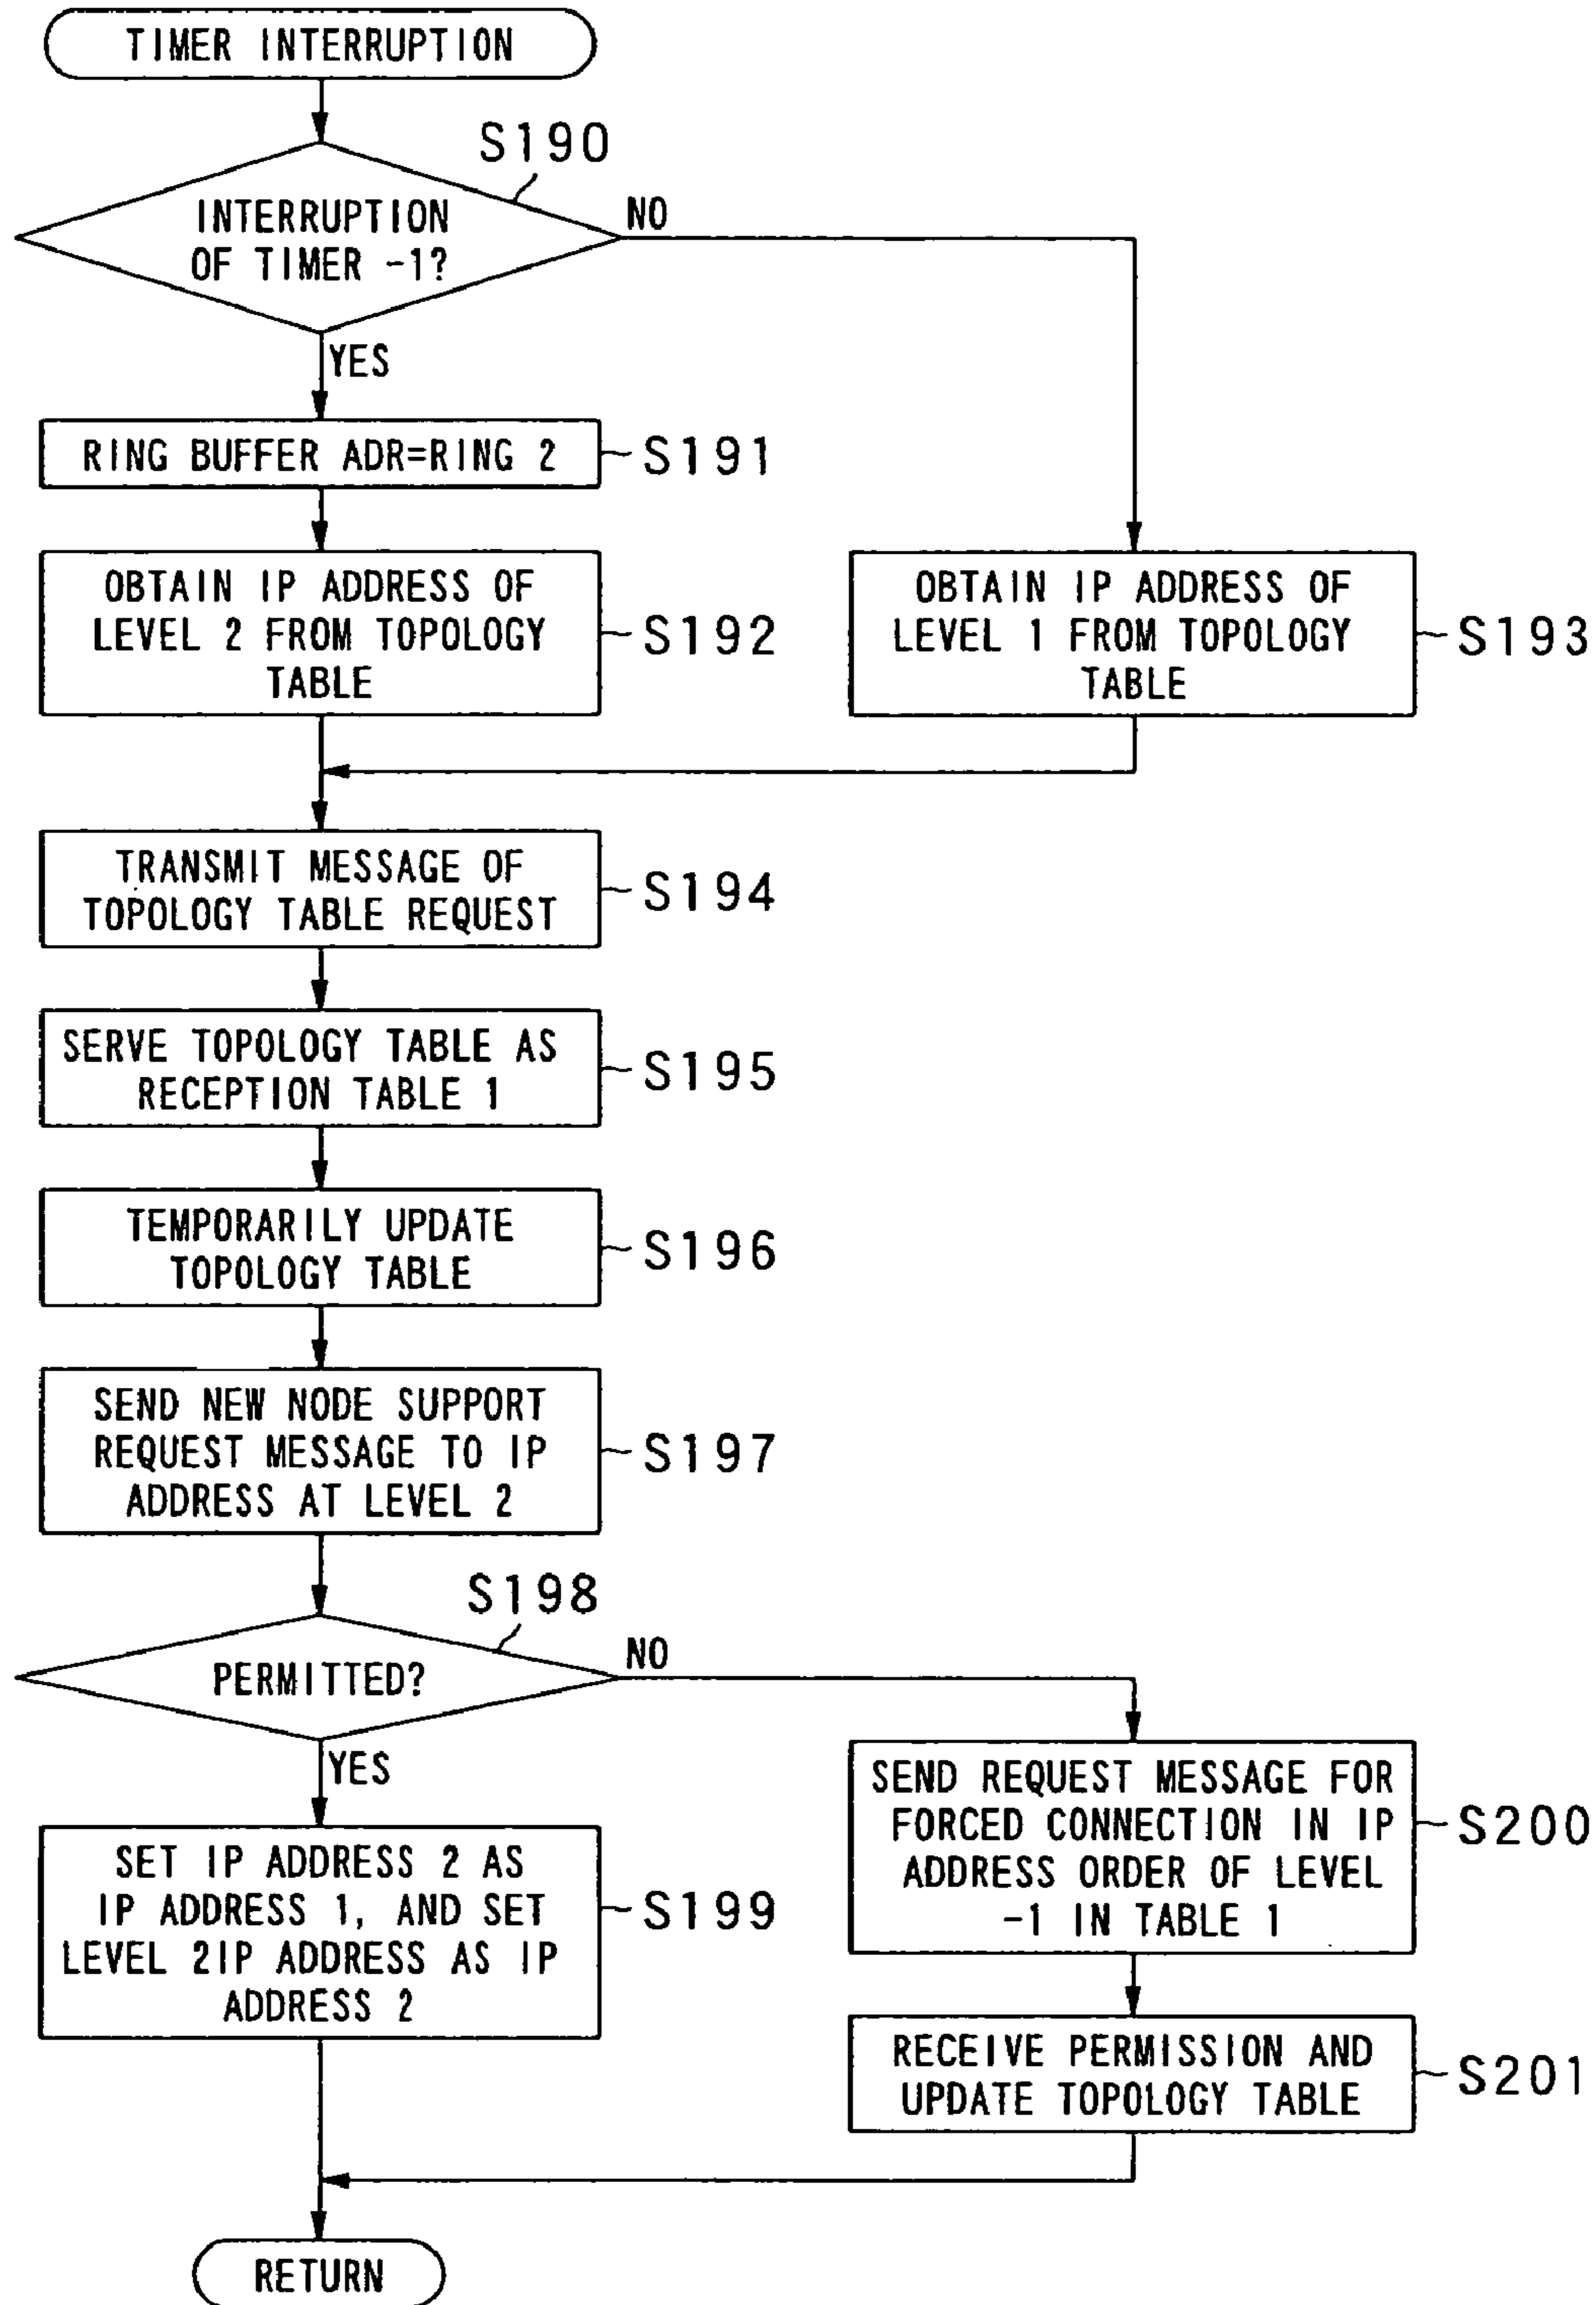 TIMER INTERRUPTION
S190
INTERRUPTION
OF TIMER -1?
NO
YES
RING BUFFER ADR=RING 2
S191
OBTAIN IP ADDRESS OF
LEVEL 2 FROM TOPOLOGY
TABLE
S192
OBTAIN IP ADDRESS OF
LEVEL 1 FROM TOPOLOGY
TABLE
S193
TRANSMIT MESSAGE OF
TOPOLOGY TABLE REQUEST
S194
SERVE TOPOLOGY TABLE AS
RECEPTION TABLE 1
S195
TEMPORARILY UPDATE
TOPOLOGY TABLE
S196
SEND NEW NODE SUPPORT
REQUEST MESSAGE TO IP
ADDRESS AT LEVEL 2
S197
S198
PERMITTED?
NO
YES
SET IP ADDRESS 2 AS
IP ADDRESS 1, AND SET
LEVEL 2IP ADDRESS AS IP
ADDRESS 2
S199
SEND REQUEST MESSAGE FOR
FORCED CONNECTION IN IP
ADDRESS ORDER OF LEVEL
-1 IN TABLE 1
S200
RECEIVE PERMISSION AND
UPDATE TOPOLOGY TABLE
S201
RETURN